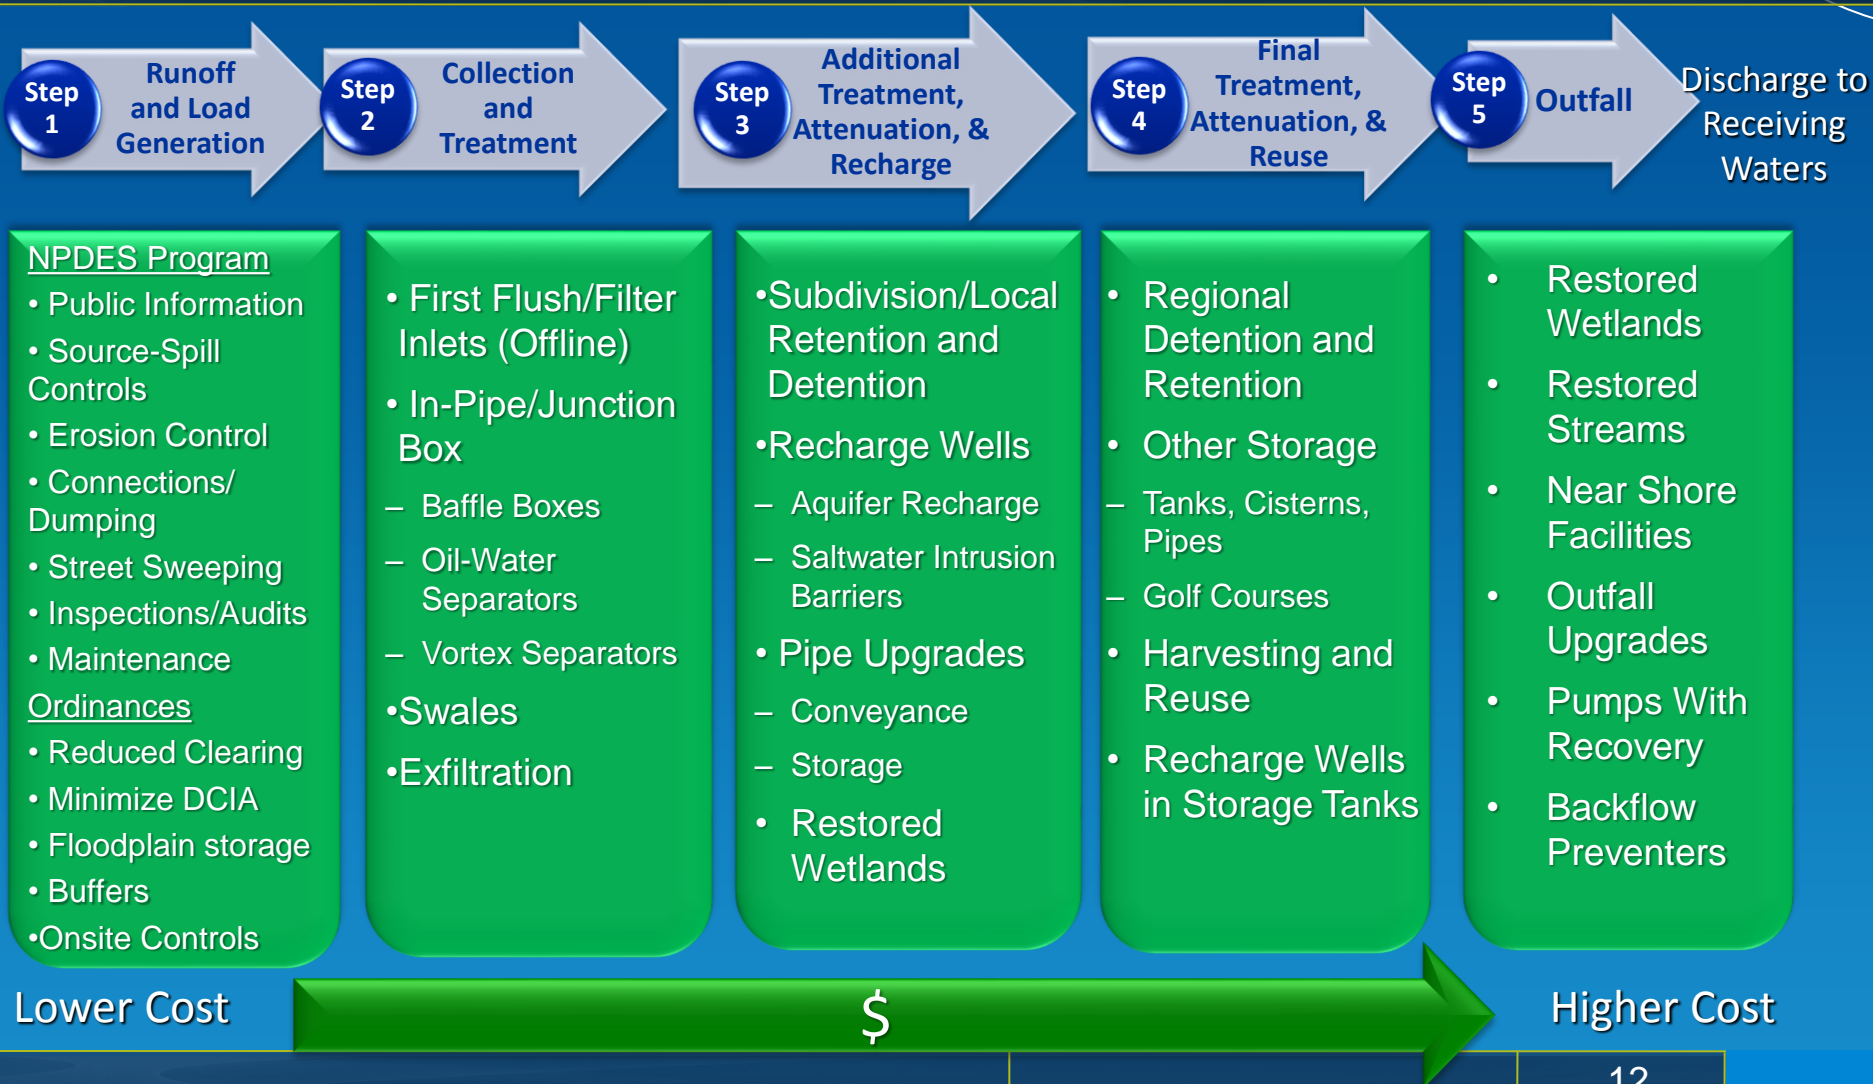 Step
1
Runoff
and Load
Generation
Step
2
Collection
and
Treatment
Step
3
Additional
Treatment,
Attenuation, &
Recharge
Step
4
Final
Treatment,
Attenuation, &
Reuse
Step
5
Outfall
Discharge to
Receiving
Waters
NPDES Program
• Public Information
• Source-Spill
Controls
• Erosion Control
• Connections/
Dumping
• Street Sweeping
• Inspections/Audits
• Maintenance
Ordinances
• Reduced Clearing
• Minimize DCIA
• Floodplain storage
• Buffers
•Onsite Controls
• First Flush/Filter
Inlets (Offline)
• In-Pipe/Junction
Box
– Baffle Boxes
– Oil-Water
Separators
– Vortex Separators
•Swales
•Exfiltration
•Subdivision/Local
Retention and
Detention
•Recharge Wells
– Aquifer Recharge
– Saltwater Intrusion
Barriers
• Pipe Upgrades
– Conveyance
– Storage
• Restored
Wetlands
• Regional
Detention and
Retention
• Other Storage
– Tanks, Cisterns,
Pipes
– Golf Courses
• Harvesting and
Reuse
• Recharge Wells
in Storage Tanks
• Restored
Wetlands
• Restored
Streams
• Near Shore
Facilities
• Outfall
Upgrades
• Pumps With
Recovery
• Backflow
Preventers
Lower Cost
$
Higher Cost
12